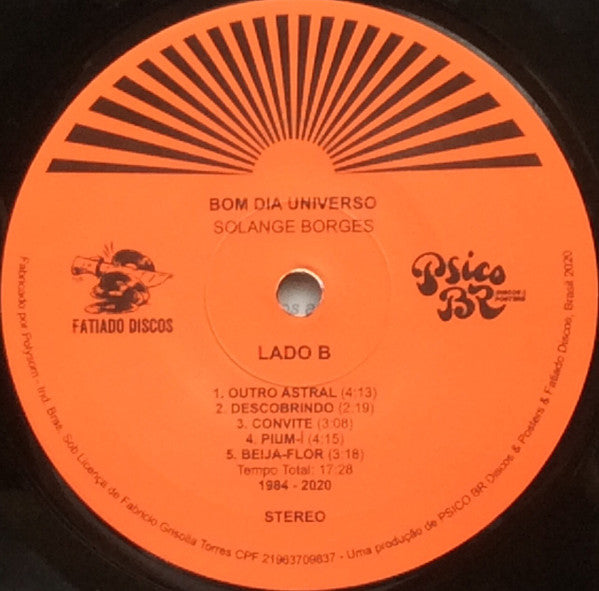 BOM DIA UNIVERSO
SOLANGE BORGES
FATIADO DISCOS
Psico
BR
DISCOS &
POSTERS
LADO B
1. OUTRO ASTRAL (4:13)
2. DESCOBRINDO (2:19)
3. CONVITE (3:08)
4. PIUM-Í (4:15)
5. BEIJA-FLOR (3:18)
Tempo Total: 17:28
1984 - 2020
STEREO
Fabricado por Polysom - Ind. Bras. Sob Licença de Fabricio Grisolla Torres CPF 21963709837 - Uma produção de PSICO BR Discos & Posters & Fatiado Discos, Brasil 2020